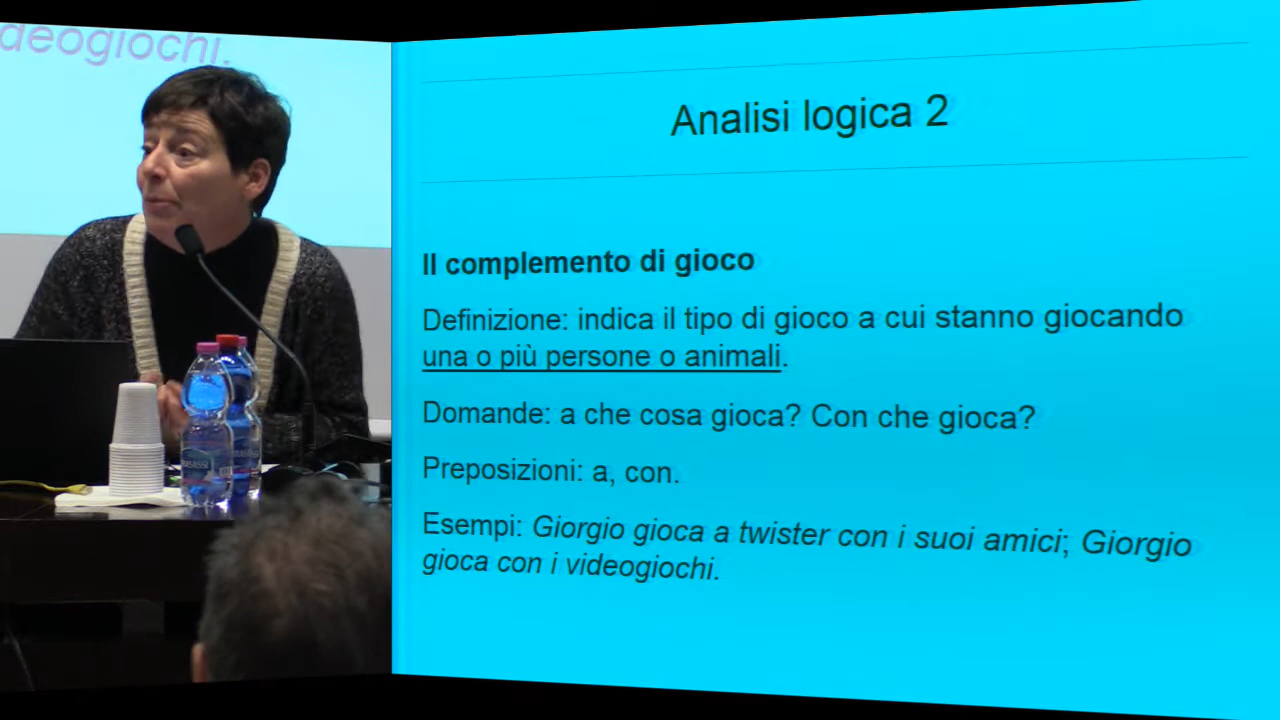 deogiochi.
Analisi logica 2
Il complemento di gioco
Definizione: indica il tipo di gioco a cui stanno giocando
una o più persone o animali.
Domande: a che cosa gioca? Con che gioca?
Preposizioni: a, con.
Esempi: Giorgio gioca a twister con i suoi amici; Giorgio
gioca con i videogiochi.